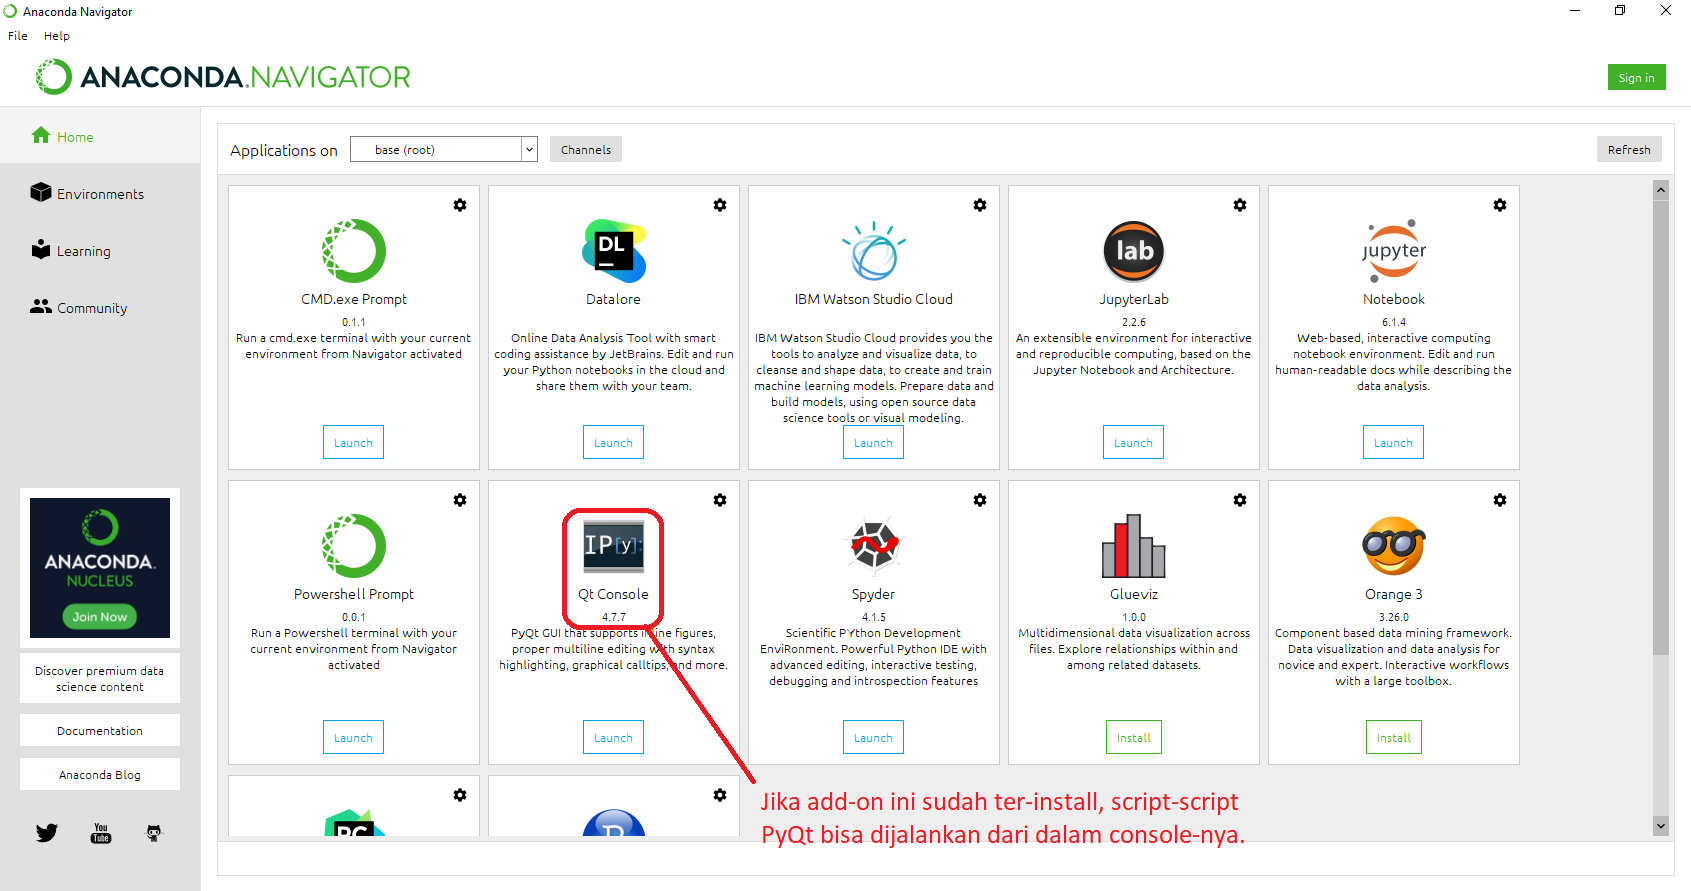 Anaconda Navigator
File Help
ANACONDA.NAVIGATOR
Sign in
Home
Environments
Learning
Community
ANACONDA.
NUCLEUS
Join Now
Discover premium data
science content
Documentation
Anaconda Blog
You
Tube
Applications on base (root) Channels Refresh
CMD.exe Prompt
0.1.1
Run a cmd.exe terminal with your current
environment from Navigator activated
Launch
DL
Datalore
Online Data Analysis Tool with smart
coding assistance by JetBrains. Edit and run
your Python notebooks in the cloud and
share them with your team.
Launch
IBM Watson Studio Cloud
IBM Watson Studio Cloud provides you the
tools to analyze and visualize data, to
cleanse and shape data, to create and train
machine learning models. Prepare data and
build models, using open source data
science tools or visual modeling.
Launch
lab
JupyterLab
2.2.6
An extensible environment for interactive
and reproducible computing, based on the
Jupyter Notebook and Architecture.
Launch
jupyter
Notebook
6.1.4
Web-based, interactive computing
notebook environment. Edit and run
human-readable docs while describing the
data analysis.
Launch
Powershell Prompt
0.0.1
Run a Powershell terminal with your
current environment from Navigator
activated
Launch
IP[y]:
Qt Console
4.7.7
PyQt GUI that supports inline figures,
proper multiline editing with syntax
highlighting, graphical calltips, and more.
Launch
Spyder
4.1.5
Scientific PYthon Development
EnviRonment. Powerful Python IDE with
advanced editing, interactive testing,
debugging and introspection features
Launch
Glueviz
1.0.0
Multidimensional data visualization across
files. Explore relationships within and
among related datasets.
Install
Orange 3
3.26.0
Component based data mining framework.
Data visualization and data analysis for
novice and expert. Interactive workflows
with a large toolbox.
Install
PC
R
Jika add-on ini sudah ter-install, script-script
PyQt bisa dijalankan dari dalam console-nya.